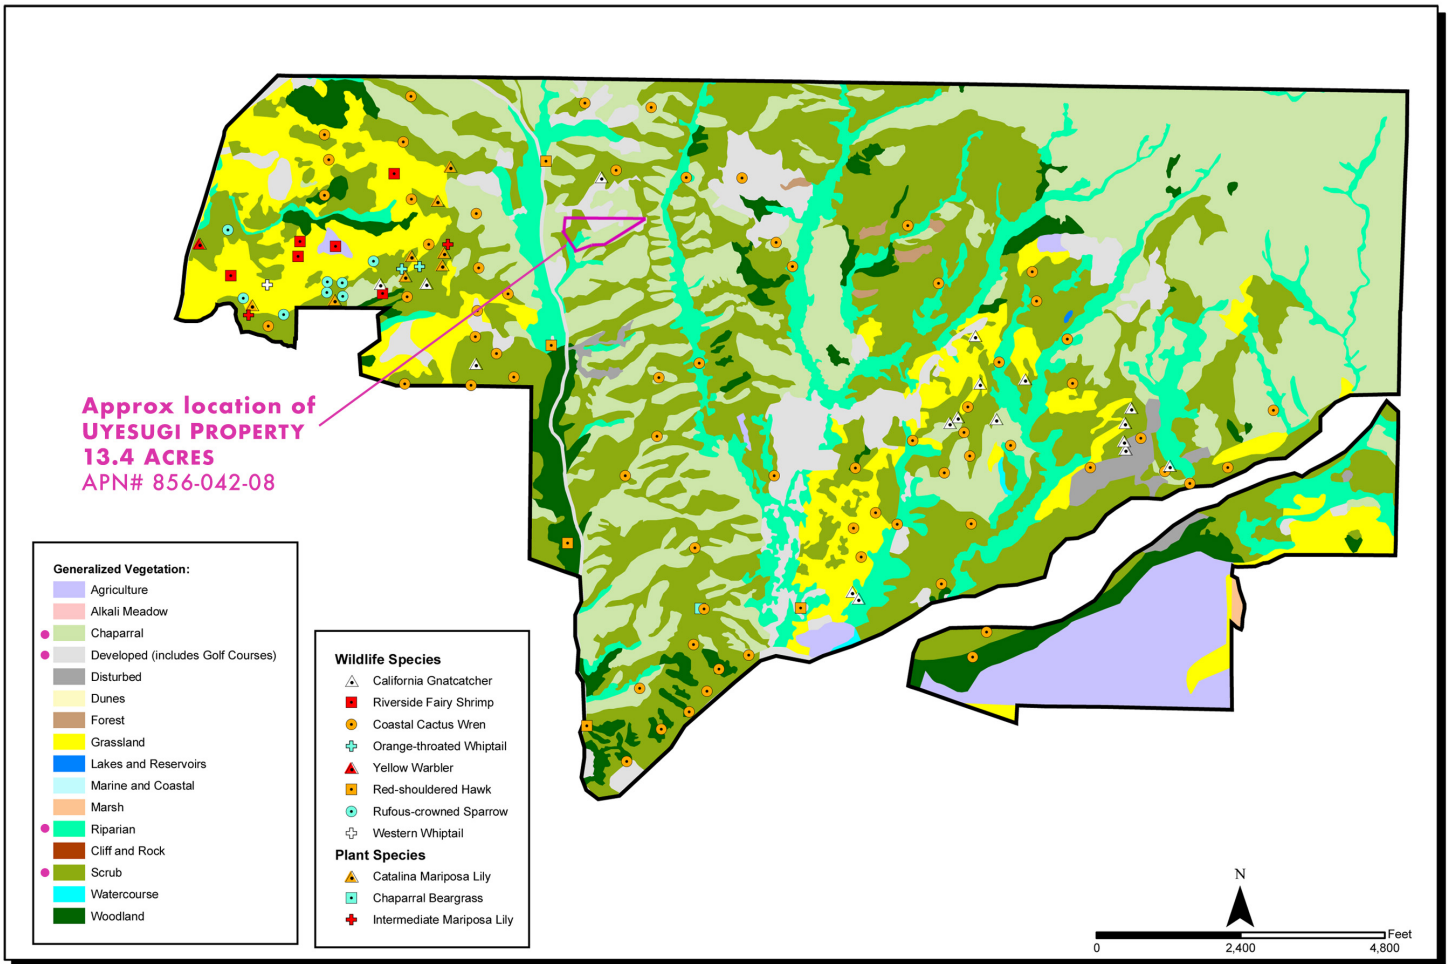 Approx location of
UYESUGI PROPERTY
13.4 ACRES
APN# 856-042-08
Generalized Vegetation:
Agriculture
Alkali Meadow
Chaparral
Developed (includes Golf Courses)
Disturbed
Dunes
Forest
Grassland
Lakes and Reservoirs
Marine and Coastal
Marsh
Riparian
Cliff and Rock
Scrub
Watercourse
Woodland
Wildlife Species
California Gnatcatcher
Riverside Fairy Shrimp
Coastal Cactus Wren
Orange-throated Whiptail
Yellow Warbler
Red-shouldered Hawk
Rufous-crowned Sparrow
Western Whiptail
Plant Species
Catalina Mariposa Lily
Chaparral Beargrass
Intermediate Mariposa Lily
N
Feet
0 2,400 4,800